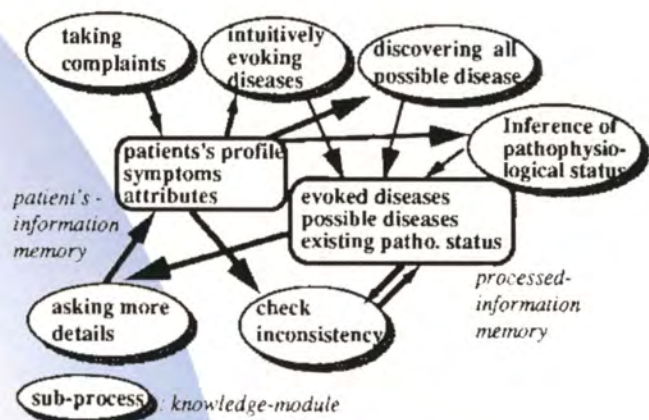 taking
complaints
intuitively
evoking
diseases
discovering all
possible disease
Inference of
pathophysio-
logical status
patients's profile
symptoms
attributes
evoked diseases
possible diseases
existing patho. status
patient's -
information
memory
processed-
information
memory
asking more
details
check
inconsistency
sub-process : knowledge-module